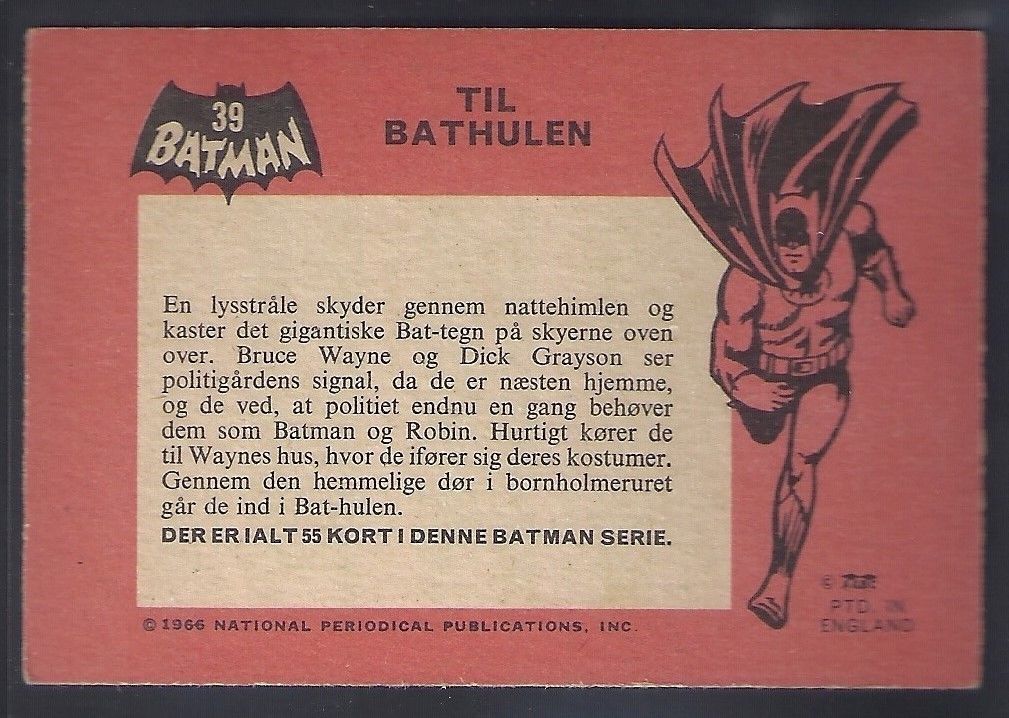 39
BATMAN
TIL
BATHULEN
En lysstråle skyder gennem nattehimlen og
kaster det gigantiske Bat-tegn på skyerne oven
over. Bruce Wayne og Dick Grayson ser
politigårdens signal, da de er næsten hjemme,
og de ved, at politiet endnu en gang behøver
dem som Batman og Robin. Hurtigt kører de
til Waynes hus, hvor de ifører sig deres kostumer.
Gennem den hemmelige dør i bornholmeruret
går de ind i Bat-hulen.
DER ER IALT 55 KORT I DENNE BATMAN SERIE.
© 1966 NATIONAL PERIODICAL PUBLICATIONS, INC.
©
PTD. IN
ENGLAND